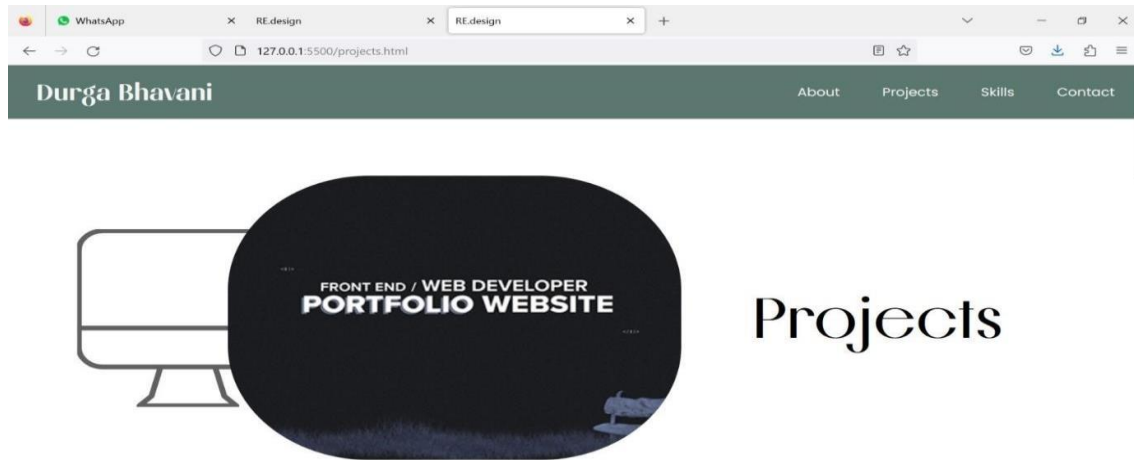 WhatsApp
RE.design
RE.design
127.0.0.1:5500/projects.html
Durga Bhavani
About Projects Skills Contact
FRONT END / WEB DEVELOPER
PORTFOLIO WEBSITE
Projects